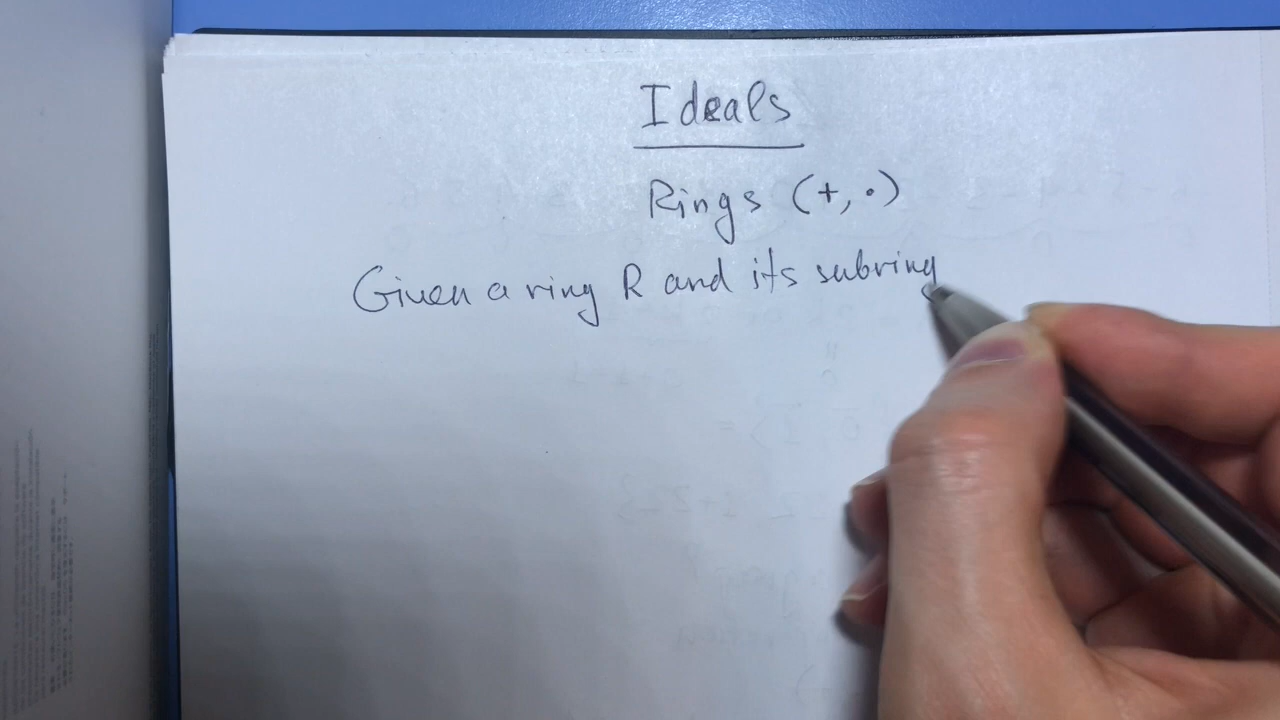 Ideals
Rings (+, •)
Given a ring R and its subring